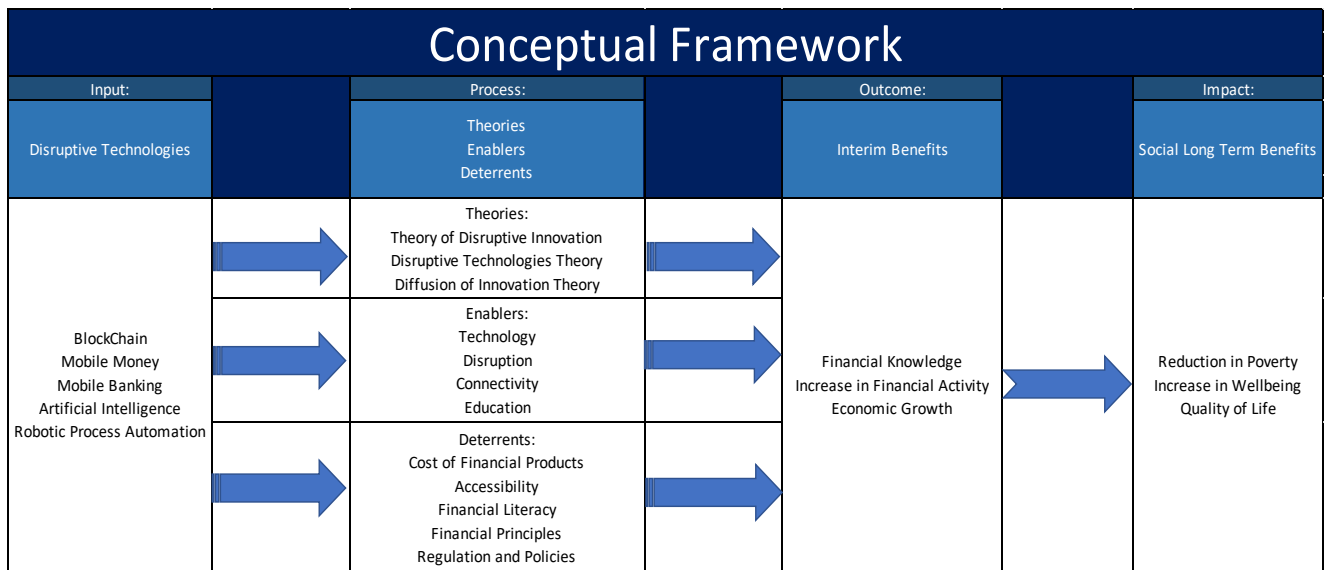 Conceptual Framework
Input:
Process:
Outcome:
Impact:
Disruptive Technologies
Theories
Enablers
Deterrents
Interim Benefits
Social Long Term Benefits
BlockChain
Mobile Money
Mobile Banking
Artificial Intelligence
Robotic Process Automation
Theories:
Theory of Disruptive Innovation
Disruptive Technologies Theory
Diffusion of Innovation Theory
Enablers:
Technology
Disruption
Connectivity
Education
Deterrents:
Cost of Financial Products
Accessibility
Financial Literacy
Financial Principles
Regulation and Policies
Financial Knowledge
Increase in Financial Activity
Economic Growth
Reduction in Poverty
Increase in Wellbeing
Quality of Life